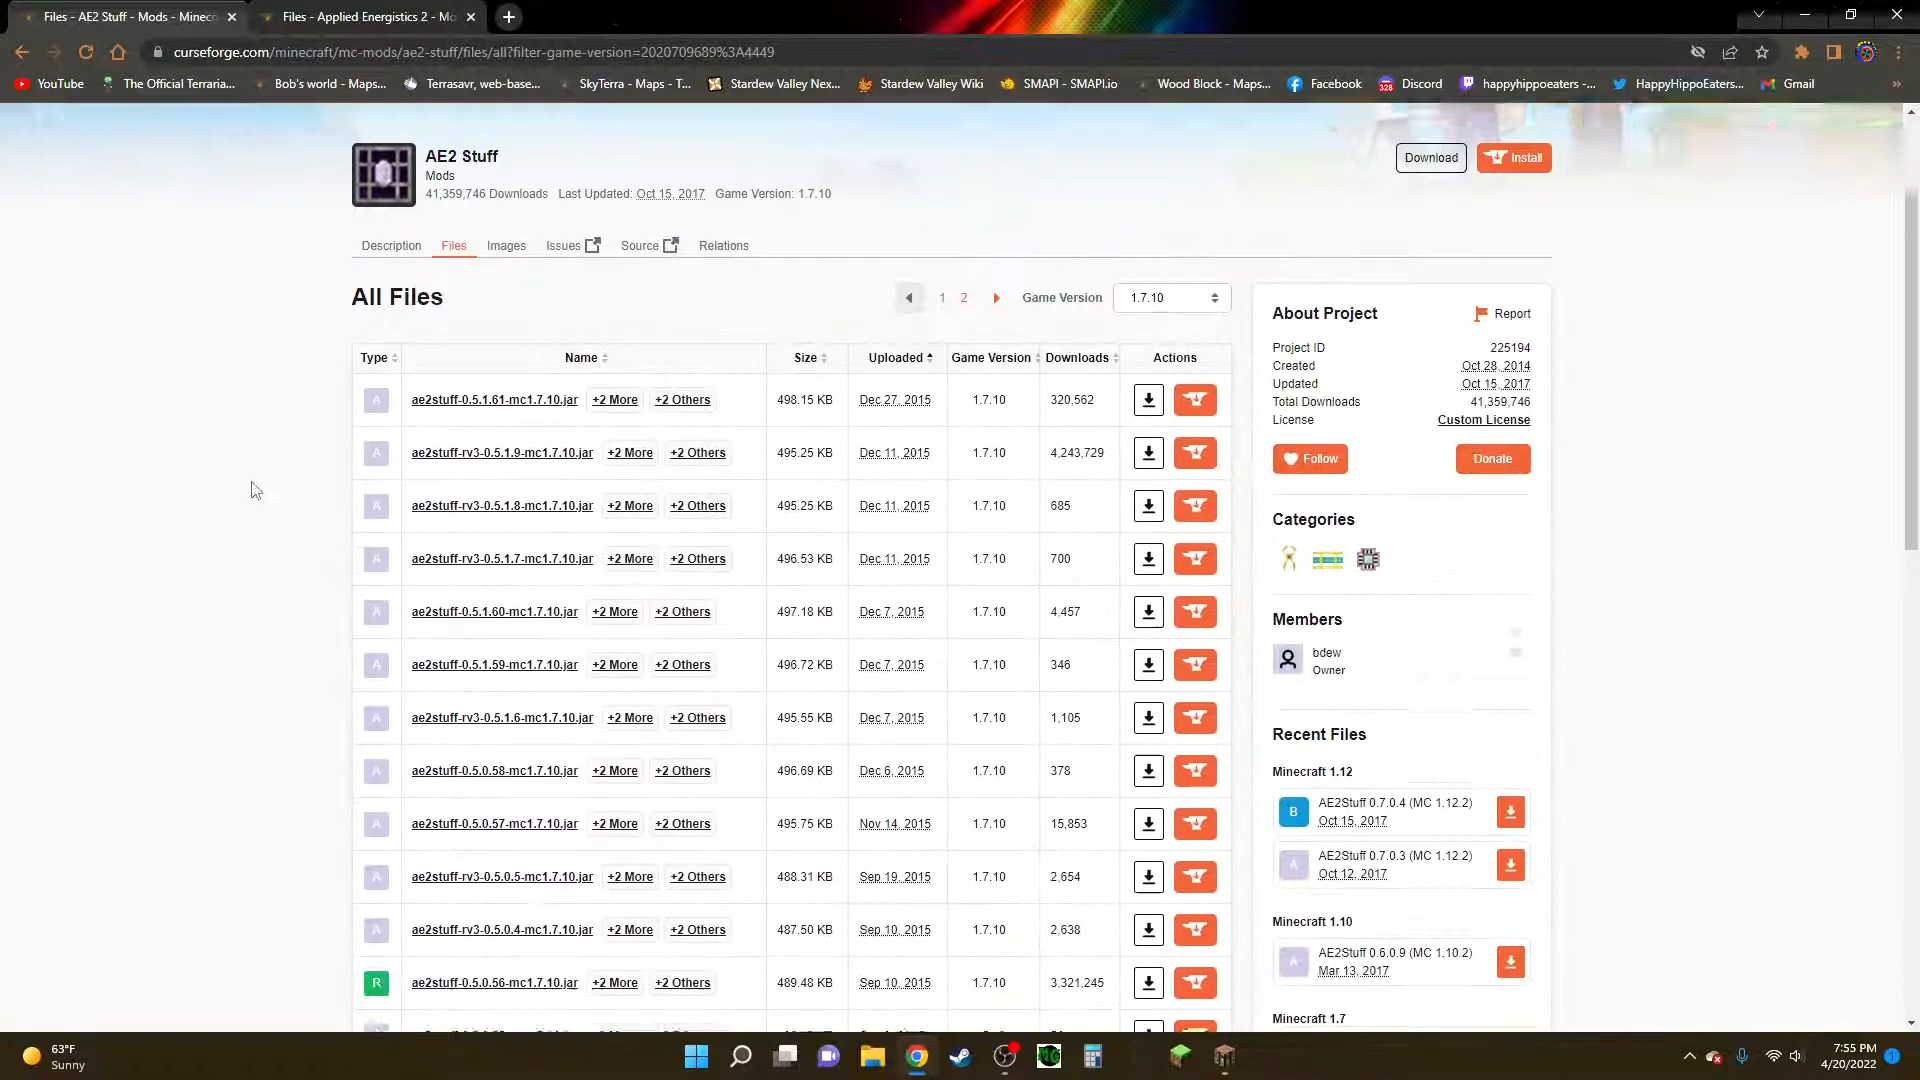 Files - AE2 Stuff - Mods - Minecr
Files - Applied Energistics 2 - Mo
curseforge.com/minecraft/mc-mods/ae2-stuff/files/all?filter-game-version=2020709689%3A4449
YouTube The Official Terraria... Bob's world - Maps... Terrasavr, web-base... SkyTerra - Maps - T... Stardew Valley Nex... Stardew Valley Wiki SMAPI - SMAPI.io Wood Block - Maps... Facebook Discord happyhippoeaters -... HappyHippoEaters... Gmail »
AE2 Stuff
Mods
41,359,746 Downloads Last Updated: Oct 15, 2017 Game Version: 1.7.10
Download Install
Description Files Images Issues Source Relations
All Files
1 2 Game Version 1.7.10
Type Name Size Uploaded Game Version Downloads Actions
A ae2stuff-0.5.1.61-mc1.7.10.jar +2 More +2 Others 498.15 KB Dec 27, 2015 1.7.10 320,562
A ae2stuff-rv3-0.5.1.9-mc1.7.10.jar +2 More +2 Others 495.25 KB Dec 11, 2015 1.7.10 4,243,729
A ae2stuff-rv3-0.5.1.8-mc1.7.10.jar +2 More +2 Others 495.25 KB Dec 11, 2015 1.7.10 685
A ae2stuff-rv3-0.5.1.7-mc1.7.10.jar +2 More +2 Others 496.53 KB Dec 11, 2015 1.7.10 700
A ae2stuff-0.5.1.60-mc1.7.10.jar +2 More +2 Others 497.18 KB Dec 7, 2015 1.7.10 4,457
A ae2stuff-0.5.1.59-mc1.7.10.jar +2 More +2 Others 496.72 KB Dec 7, 2015 1.7.10 346
A ae2stuff-rv3-0.5.1.6-mc1.7.10.jar +2 More +2 Others 495.55 KB Dec 7, 2015 1.7.10 1,105
A ae2stuff-0.5.0.58-mc1.7.10.jar +2 More +2 Others 496.69 KB Dec 6, 2015 1.7.10 378
A ae2stuff-0.5.0.57-mc1.7.10.jar +2 More +2 Others 495.75 KB Nov 14, 2015 1.7.10 15,853
A ae2stuff-rv3-0.5.0.5-mc1.7.10.jar +2 More +2 Others 488.31 KB Sep 19, 2015 1.7.10 2,654
A ae2stuff-rv3-0.5.0.4-mc1.7.10.jar +2 More +2 Others 487.50 KB Sep 10, 2015 1.7.10 2,638
R ae2stuff-0.5.0.56-mc1.7.10.jar +2 More +2 Others 489.48 KB Sep 10, 2015 1.7.10 3,321,245
About Project Report
Project ID 225194
Created Oct 28, 2014
Updated Oct 15, 2017
Total Downloads 41,359,746
License Custom License
Follow Donate
Categories
Members
bdew
Owner
Recent Files
Minecraft 1.12
B AE2Stuff 0.7.0.4 (MC 1.12.2)
Oct 15, 2017
A AE2Stuff 0.7.0.3 (MC 1.12.2)
Oct 12, 2017
Minecraft 1.10
A AE2Stuff 0.6.0.9 (MC 1.10.2)
Mar 13, 2017
Minecraft 1.7
63°F
Sunny
7:55 PM
4/20/2022
1